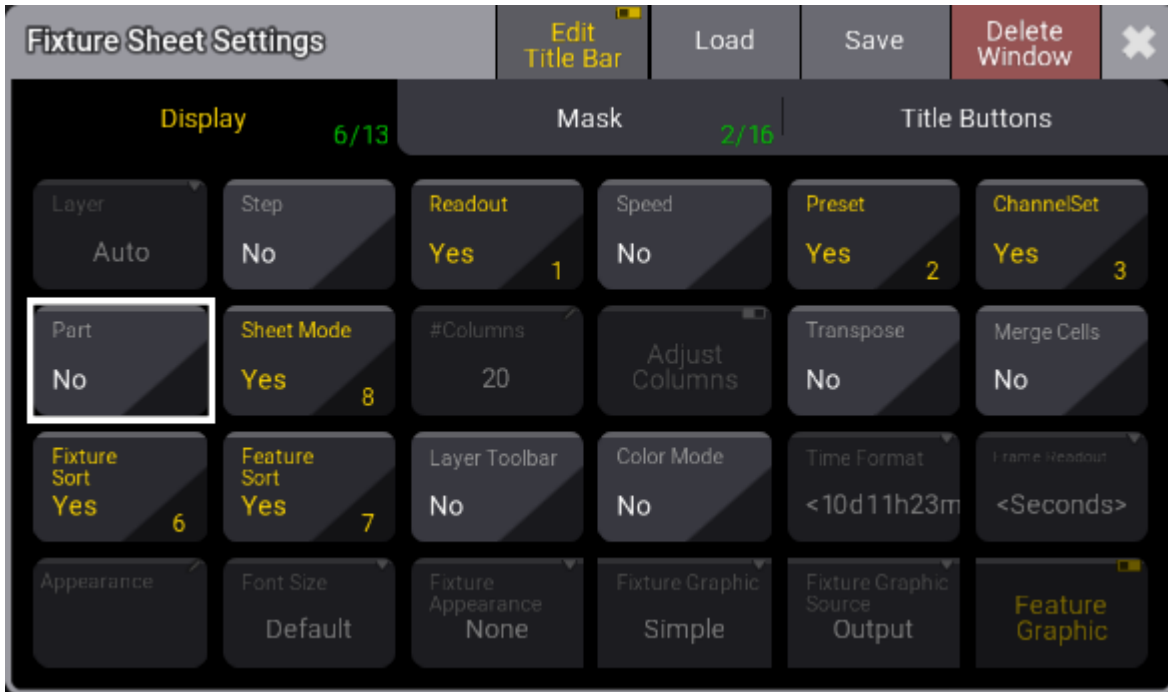 Fixture Sheet Settings
Edit
Title Bar
Load
Save
Delete
Window
Display
6/13
Mask
2/16
Title Buttons
Layer
Auto
Step
No
Readout
Yes
1
Speed
No
Preset
Yes
2
ChannelSet
Yes
3
Part
No
Sheet Mode
Yes
8
#Columns
20
Adjust
Columns
Transpose
No
Merge Cells
No
Fixture
Sort
Yes
6
Feature
Sort
Yes
7
Layer Toolbar
No
Color Mode
No
Time Format
<10d11h23m
Frame Readout
<Seconds>
Appearance
Font Size
Default
Fixture
Appearance
None
Fixture Graphic
Simple
Fixture Graphic
Source
Output
Feature
Graphic